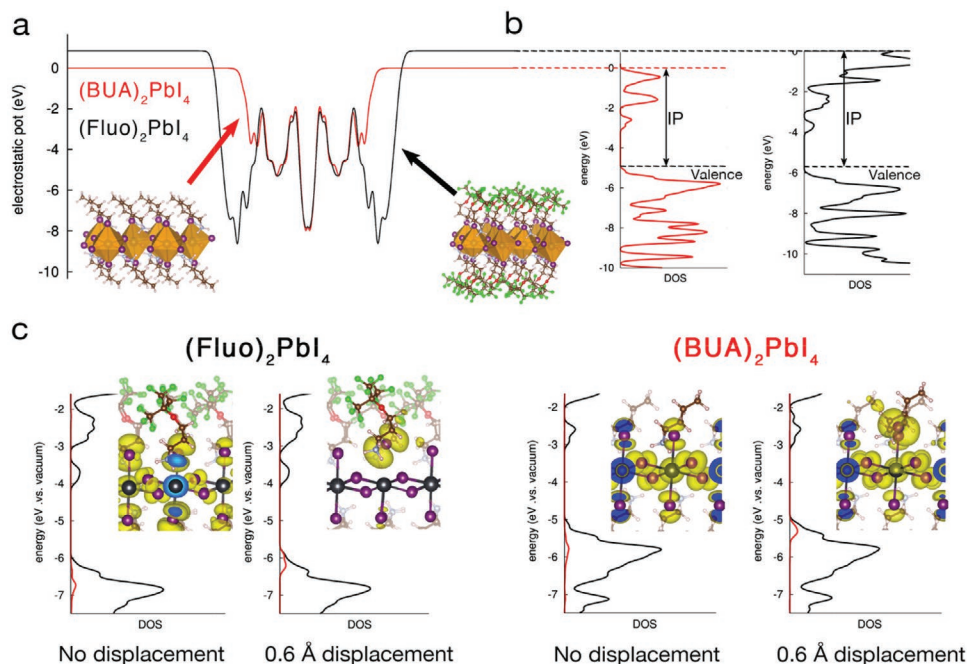 a
electrostatic pot (eV)
0
-2
-4
-6
-8
-10
(BUA)2PbI4
(Fluo)2PbI4
b
energy (eV)
0
-2
-4
-6
-8
-10
IP
Valence
DOS
energy (eV)
0
-2
-4
-6
-8
-10
IP
Valence
DOS
c
(Fluo)2PbI4
(BUA)2PbI4
energy (eV .vs. vacuum)
-2
-3
-4
-5
-6
-7
DOS
No displacement
energy (eV .vs. vacuum)
-2
-3
-4
-5
-6
-7
DOS
0.6 Å displacement
energy (eV .vs. vacuum)
-2
-3
-4
-5
-6
-7
DOS
No displacement
energy (eV .vs. vacuum)
-2
-3
-4
-5
-6
-7
DOS
0.6 Å displacement